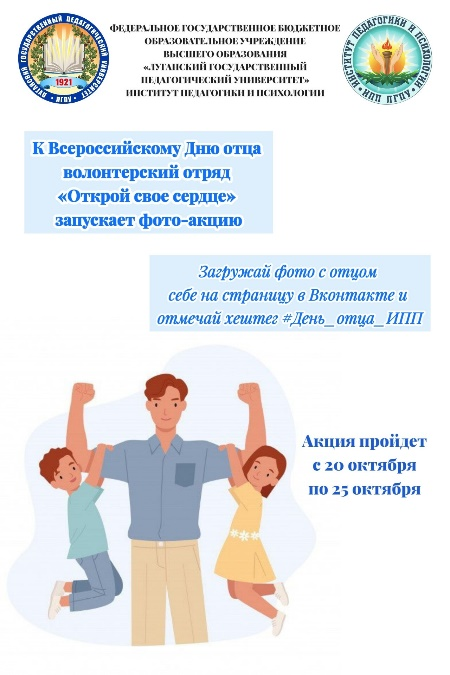 ФЕДЕРАЛЬНОЕ ГОСУДАРСТВЕННОЕ БЮДЖЕТНОЕ
ОБРАЗОВАТЕЛЬНОЕ УЧРЕЖДЕНИЕ
ВЫСШЕГО ОБРАЗОВАНИЯ
«ЛУГАНСКИЙ ГОСУДАРСТВЕННЫЙ
ПЕДАГОГИЧЕСКИЙ УНИВЕРСИТЕТ»
ИНСТИТУТ ПЕДАГОГИКИ И ПСИХОЛОГИИ
ЛУГАНСКИЙ ГОСУДАРСТВЕННЫЙ ПЕДАГОГИЧЕСКИЙ УНИВЕРСИТЕТ
1921
ЛГПУ
ИНСТИТУТ ПЕДАГОГИКИ И ПСИХОЛОГИИ
ИПП ЛГПУ
К Всероссийскому Дню отца
волонтерский отряд
«Открой свое сердце»
запускает фото-акцию
Загружай фото с отцом
себе на страницу в Вконтакте и
отмечай хештег #День_отца_ИПП
Акция пройдет
с 20 октября
по 25 октября